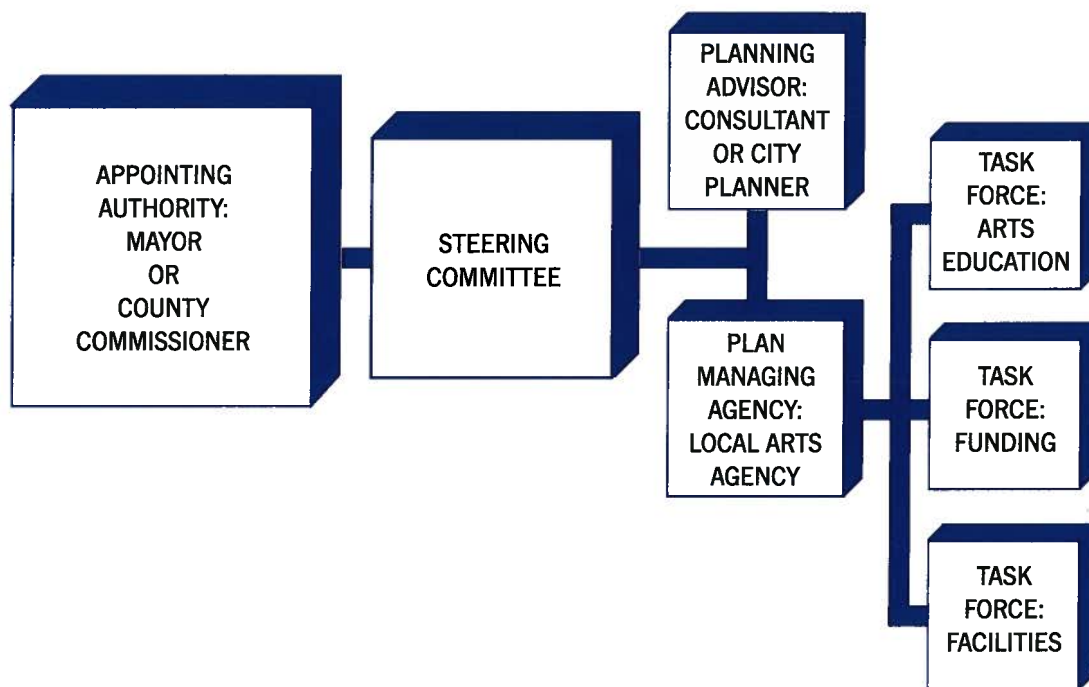 APPOINTING
AUTHORITY:
MAYOR
OR
COUNTY
COMMISSIONER
STEERING
COMMITTEE
PLANNING
ADVISOR:
CONSULTANT
OR CITY
PLANNER
PLAN
MANAGING
AGENCY:
LOCAL ARTS
AGENCY
TASK
FORCE:
ARTS
EDUCATION
TASK
FORCE:
FUNDING
TASK
FORCE:
FACILITIES